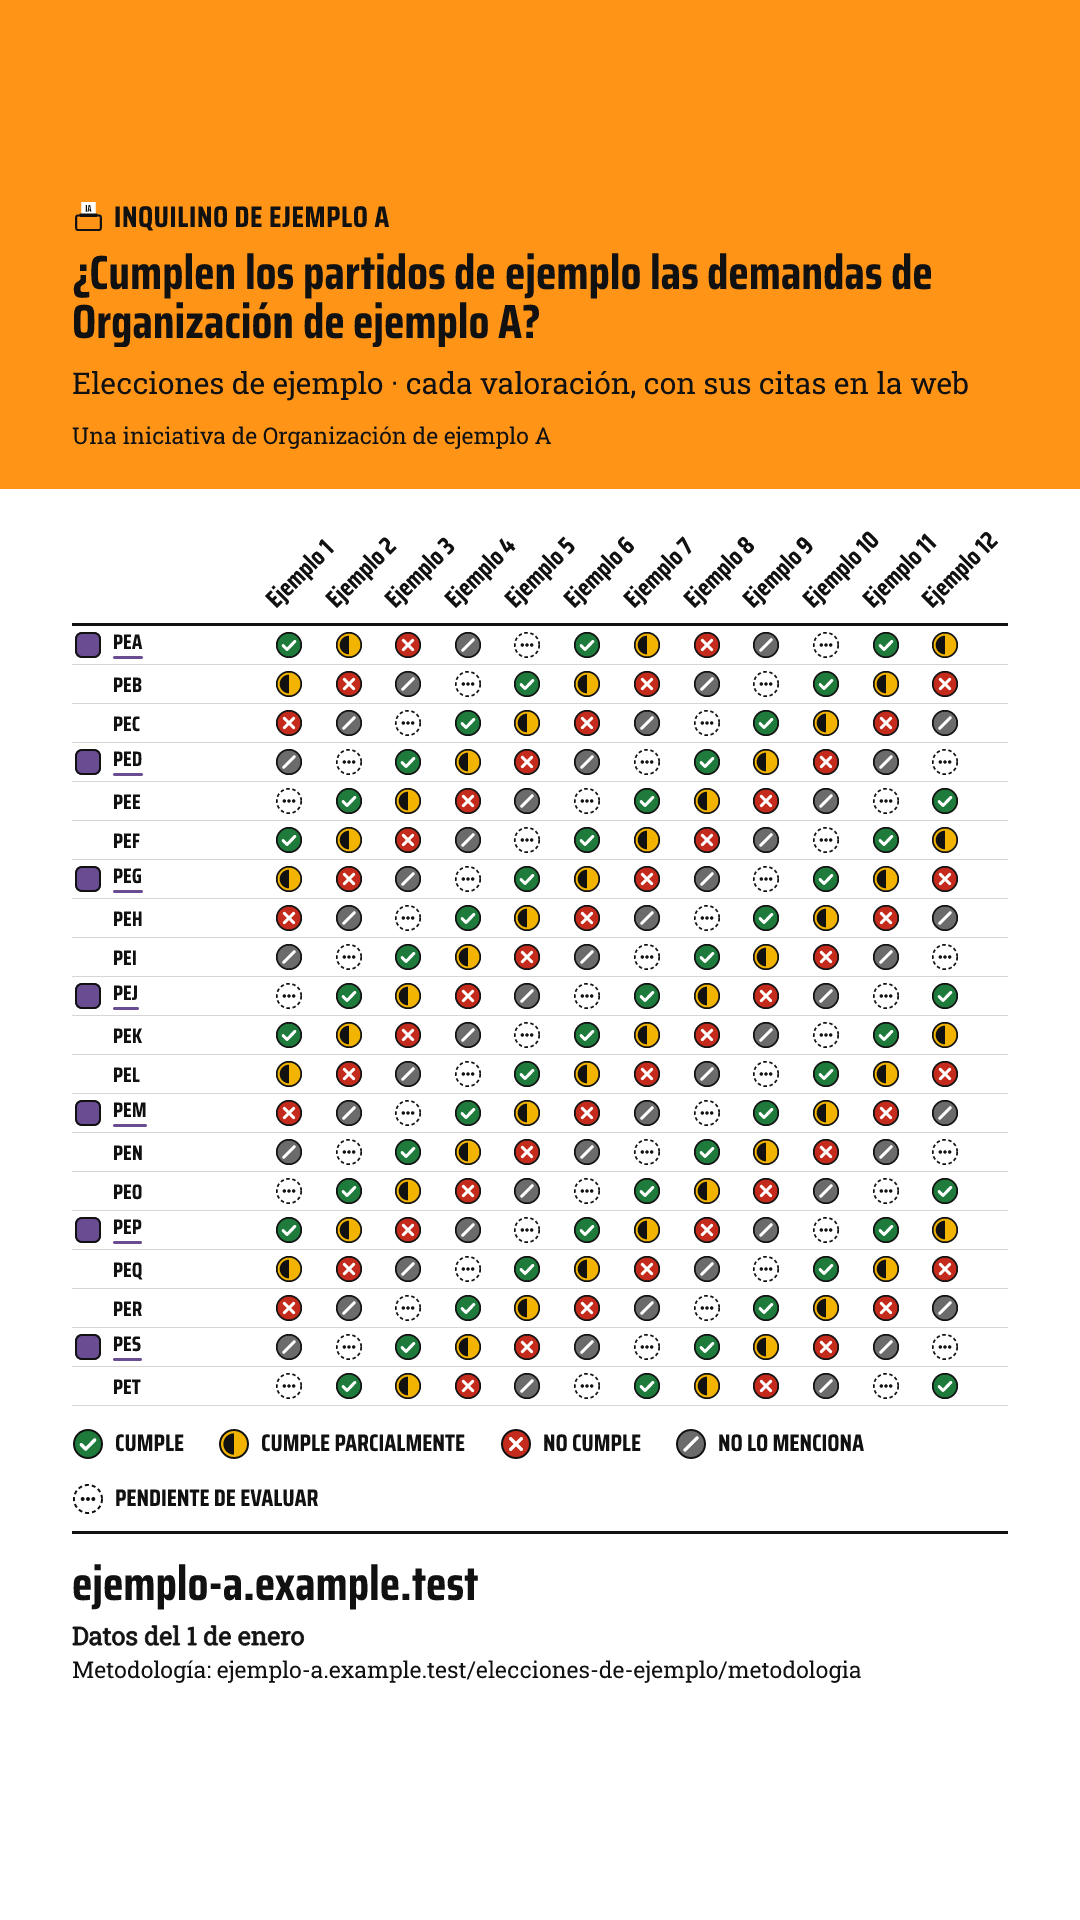 IA
INQUILINO DE EJEMPLO A
¿Cumplen los partidos de ejemplo las demandas de
Organización de ejemplo A?
Elecciones de ejemplo · cada valoración, con sus citas en la web
Una iniciativa de Organización de ejemplo A
Ejemplo 1
Ejemplo 2
Ejemplo 3
Ejemplo 4
Ejemplo 5
Ejemplo 6
Ejemplo 7
Ejemplo 8
Ejemplo 9
Ejemplo 10
Ejemplo 11
Ejemplo 12
PEA
PEB
PEC
PED
PEE
PEF
PEG
PEH
PEI
PEJ
PEK
PEL
PEM
PEN
PEO
PEP
PEQ
PER
PES
PET
CUMPLE CUMPLE PARCIALMENTE NO CUMPLE NO LO MENCIONA
PENDIENTE DE EVALUAR
ejemplo-a.example.test
Datos del 1 de enero
Metodología: ejemplo-a.example.test/elecciones-de-ejemplo/metodologia